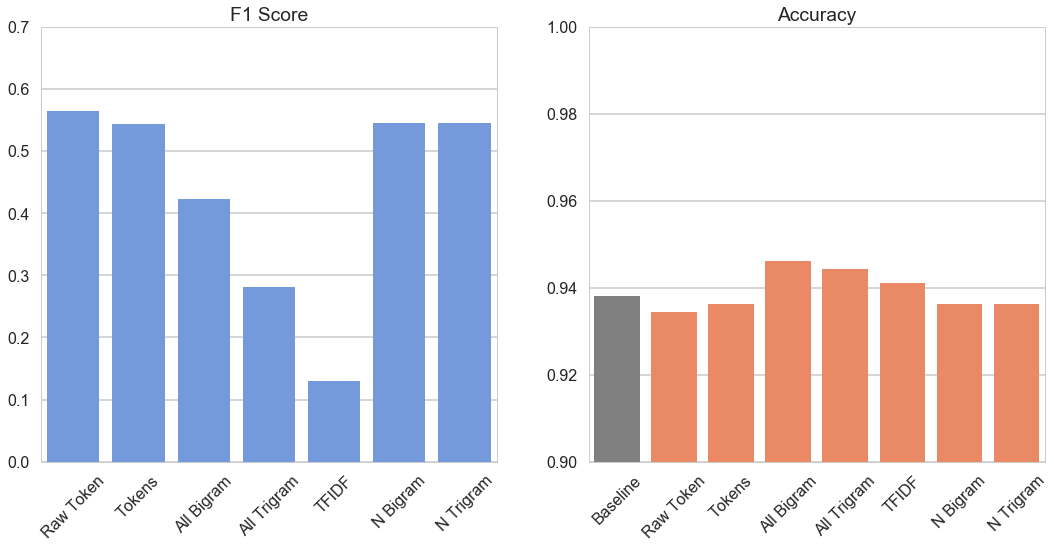 F1 Score
0.7
0.6
0.5
0.4
0.3
0.2
0.1
0.0
Raw Token
Tokens
All Bigram
All Trigram
TFIDF
N Bigram
N Trigram
Accuracy
1.00
0.98
0.96
0.94
0.92
0.90
Baseline
Raw Token
Tokens
All Bigram
All Trigram
TFIDF
N Bigram
N Trigram